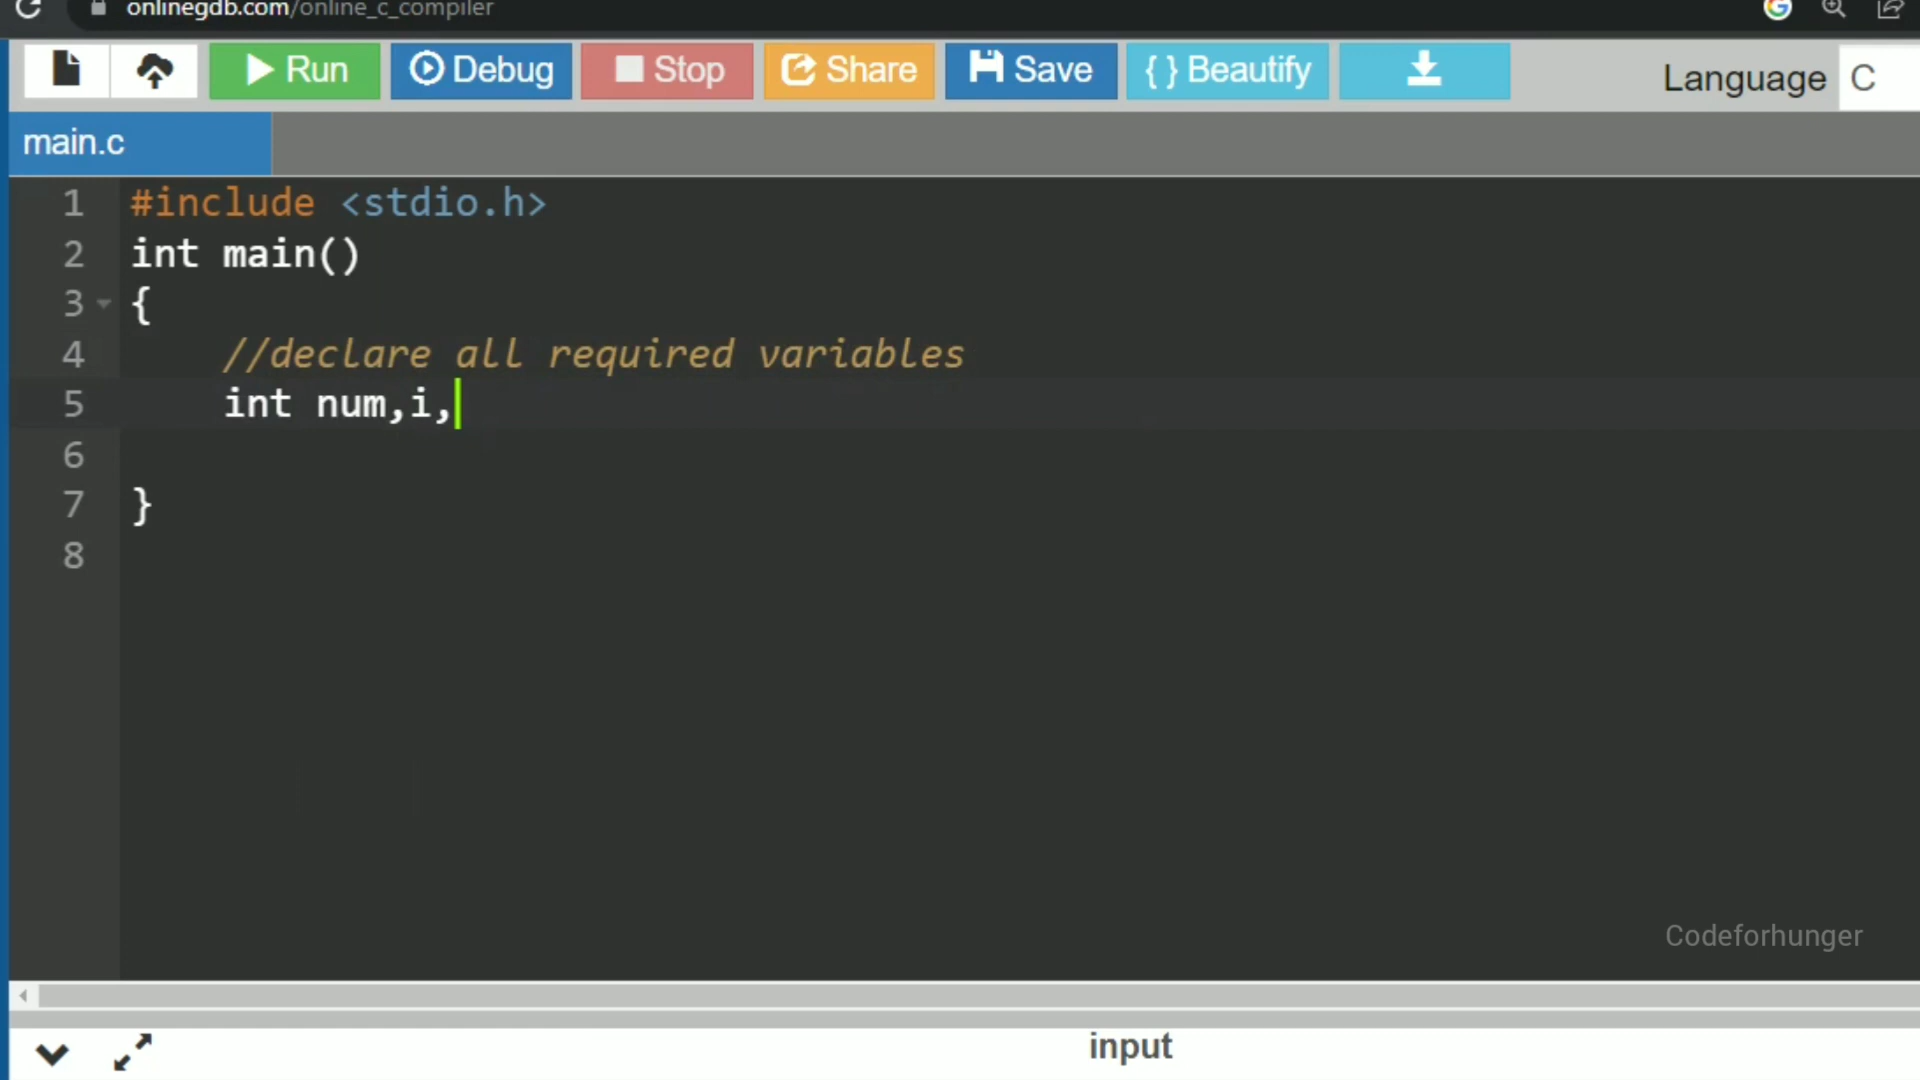 onlinegdb.com/online_c_compiler
Run Debug Stop Share Save { } Beautify Language C
main.c
1 #include <stdio.h>
2 int main()
3 {
4 //declare all required variables
5 int num,i,
6
7 }
8
Codeforhunger
input